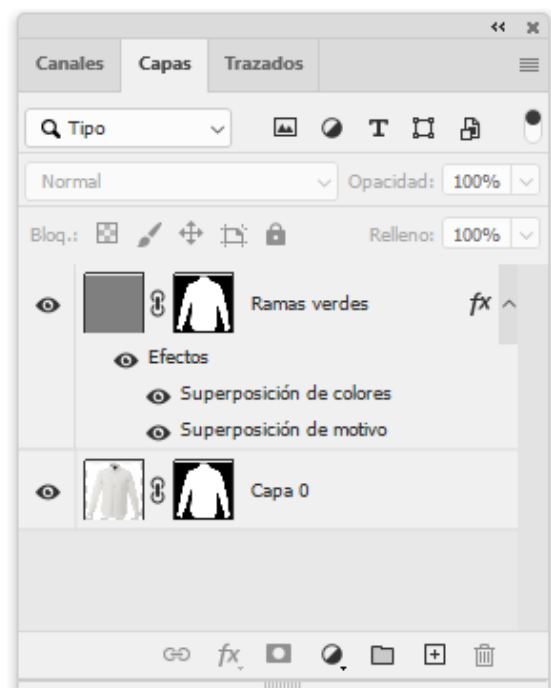 Canales Capas Trazados
Tipo
Normal Opacidad: 100%
Bloq.: Relleno: 100%
Ramas verdes fx
Efectos
Superposición de colores
Superposición de motivo
Capa 0
fx